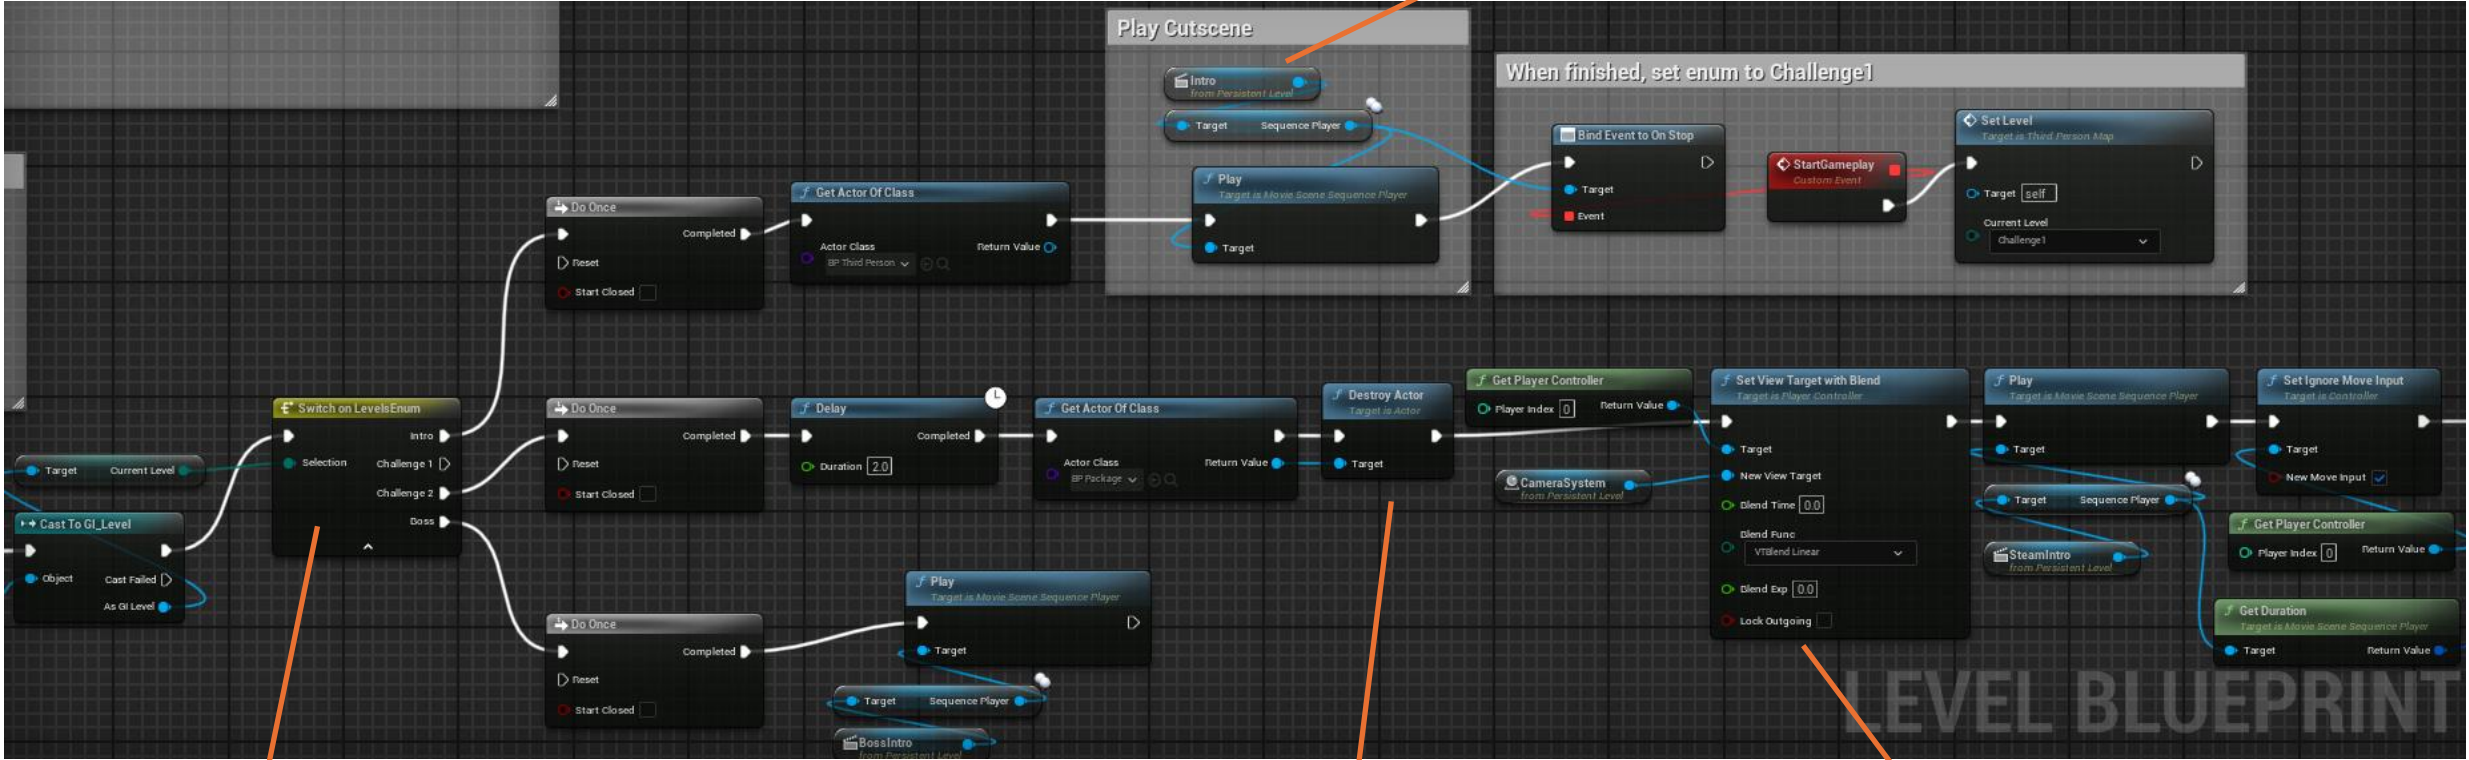 Play Cutscene
Intro
from Persistent Level
Target Sequence Player
Play
Target is Movie Scene Sequence Player
Target
When finished, set enum to Challenge1
Bind Event to On Stop
Target
Event
StartGameplay
Custom Event
Set Level
Target is Third Person Map
Target self
Current Level
Challenge1
Do Once
Completed
Reset
Start Closed
Get Actor Of Class
Actor Class
BP Third Person
Return Value
Target Current Level
Cast To GI_Level
Object
Cast Failed
As GI Level
Switch on LevelsEnum
Selection
Intro
Challenge 1
Challenge 2
Boss
Do Once
Completed
Reset
Start Closed
Delay
Completed
Duration 2.0
Get Actor Of Class
Actor Class
BP Package
Return Value
Destroy Actor
Target is Actor
Target
Get Player Controller
Player Index 0 Return Value
CameraSystem
from Persistent Level
Set View Target with Blend
Target is Player Controller
Target
New View Target
Blend Time 0.0
Blend Func
VTBlend Linear
Blend Exp 0.0
Lock Outgoing
Play
Target is Movie Scene Sequence Player
Target
Target Sequence Player
SteamIntro
from Persistent Level
Set Ignore Move Input
Target is Controller
Target
New Move Input
Get Player Controller
Player Index 0 Return Value
Get Duration
Target is Movie Scene Sequence Player
Target Return Value
Do Once
Completed
Reset
Start Closed
Play
Target is Movie Scene Sequence Player
Target
Target Sequence Player
BossIntro
from Persistent Level
LEVEL BLUEPRINT